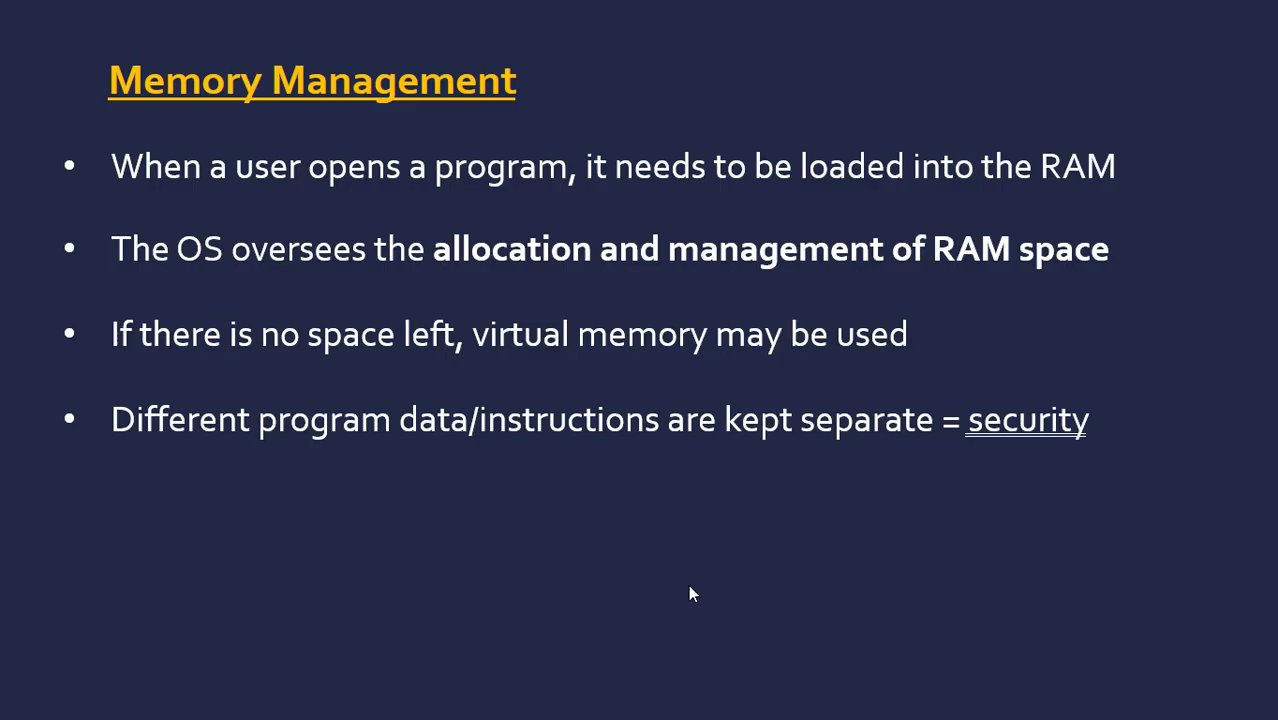 Memory Management
• When a user opens a program, it needs to be loaded into the RAM
• The OS oversees the allocation and management of RAM space
• If there is no space left, virtual memory may be used
• Different program data/instructions are kept separate = security